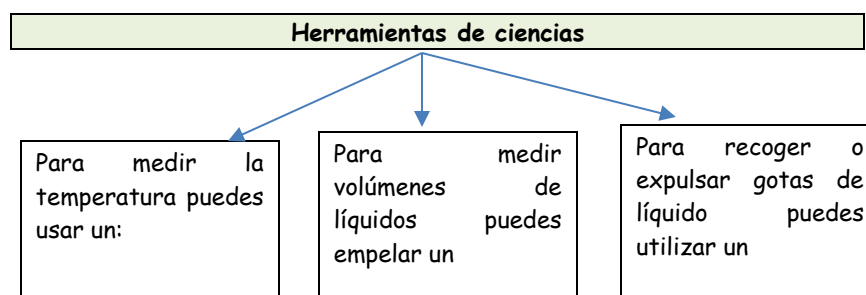 Herramientas de ciencias
Para medir la
temperatura puedes
usar un:
Para medir
volúmenes de
líquidos puedes
empelar un
Para recoger o
expulsar gotas de
líquido puedes
utilizar un